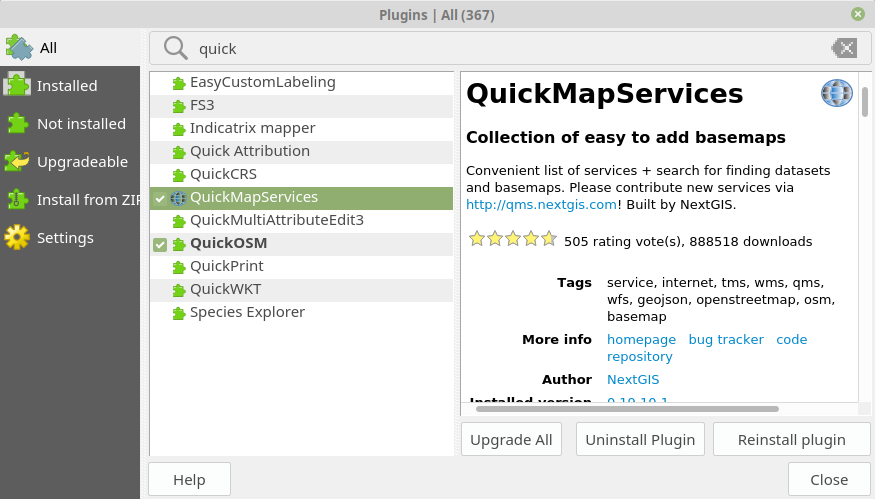 Plugins | All (367)
All
Installed
Not installed
Upgradeable
Install from ZIP
Settings
quick
EasyCustomLabeling
FS3
Indicatrix mapper
Quick Attribution
QuickCRS
QuickMapServices
QuickMultiAttributeEdit3
QuickOSM
QuickPrint
QuickWKT
Species Explorer
QuickMapServices
Collection of easy to add basemaps
Convenient list of services + search for finding datasets
and basemaps. Please contribute new services via
http://qms.nextgis.com! Built by NextGIS.
505 rating vote(s), 888518 downloads
Tags service, internet, tms, wms, qms,
wfs, geojson, openstreetmap, osm,
basemap
More info homepage bug tracker code
repository
Author NextGIS
Installed version 0.19.10.1
Upgrade All Uninstall Plugin Reinstall plugin
Help Close